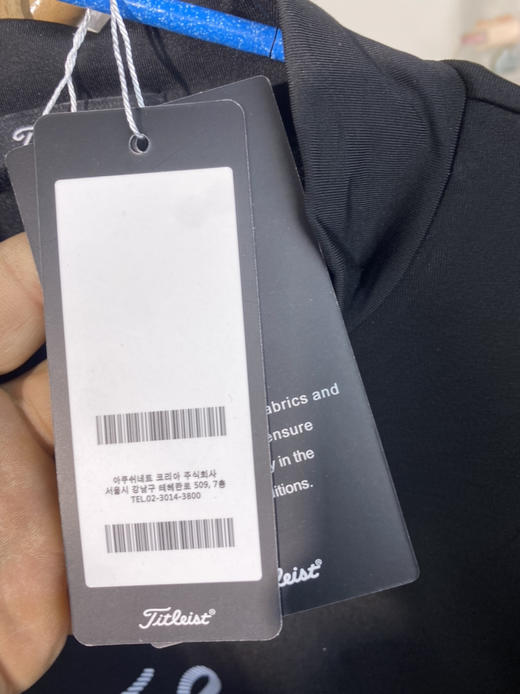 아쿠쉬네트 코리아 주식회사
서울시 강남구 테헤란로 509, 7층
TEL.02-3014-3800
Titleist®
abrics and
ensure
y in the
itions.
leist®